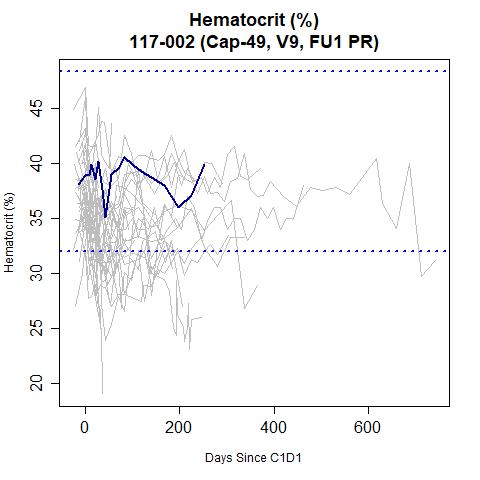 Hematocrit (%)
117-002 (Cap-49, V9, FU1 PR)
Hematocrit (%)
45
40
35
30
25
20
0
200
400
600
Days Since C1D1